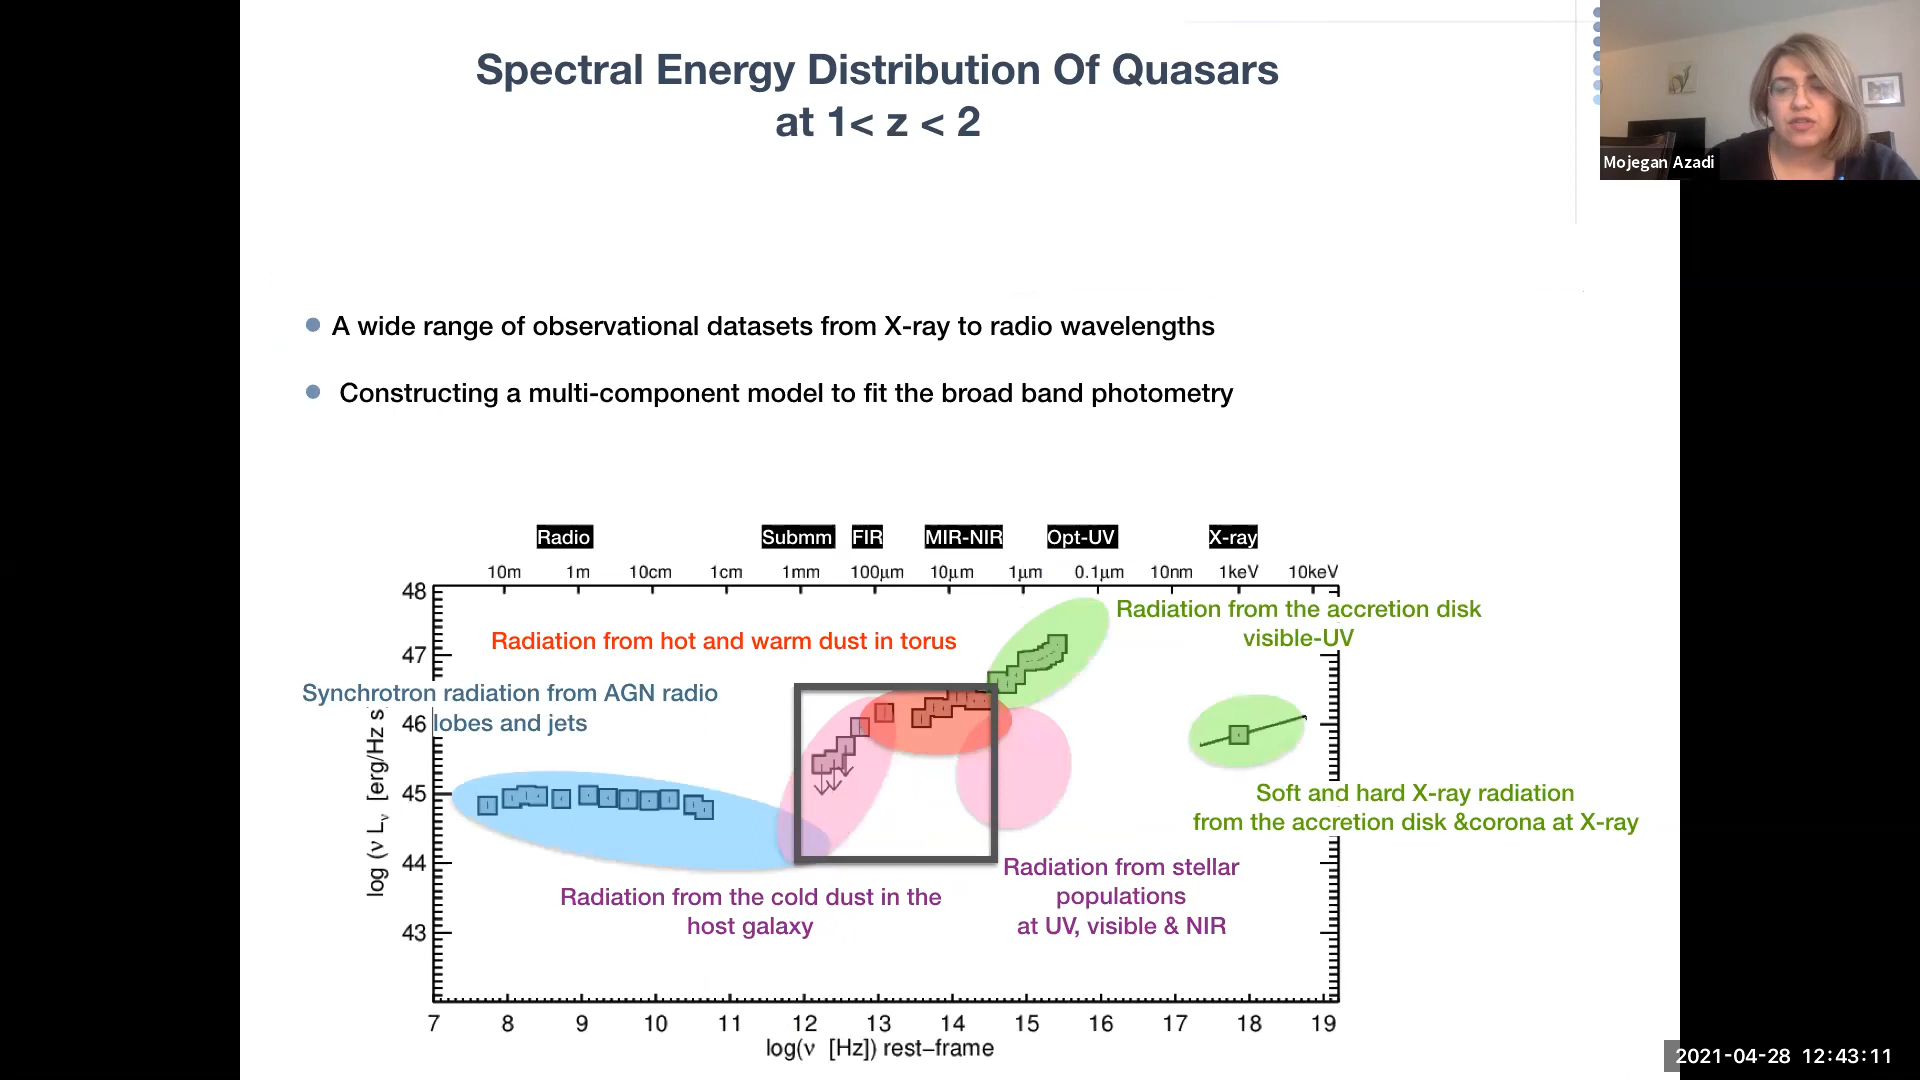 Spectral Energy Distribution Of Quasars
at 1< z < 2
Mojegan Azadi
A wide range of observational datasets from X-ray to radio wavelengths
Constructing a multi-component model to fit the broad band photometry
Radio Submm FIR MIR-NIR Opt-UV X-ray
10m 1m 10cm 1cm 1mm 100μm 10μm 1μm 0.1μm 10nm 1keV 10keV
48
47
46
45
44
43
log (ν Lν [erg/Hz s
Radiation from the accretion disk
visible-UV
Radiation from hot and warm dust in torus
Synchrotron radiation from AGN radio
lobes and jets
Soft and hard X-ray radiation
from the accretion disk &corona at X-ray
Radiation from stellar
populations
at UV, visible & NIR
Radiation from the cold dust in the
host galaxy
7 8 9 10 11 12 13 14 15 16 17 18 19
log(ν [Hz]) rest–frame
2021-04-28 12:43:11